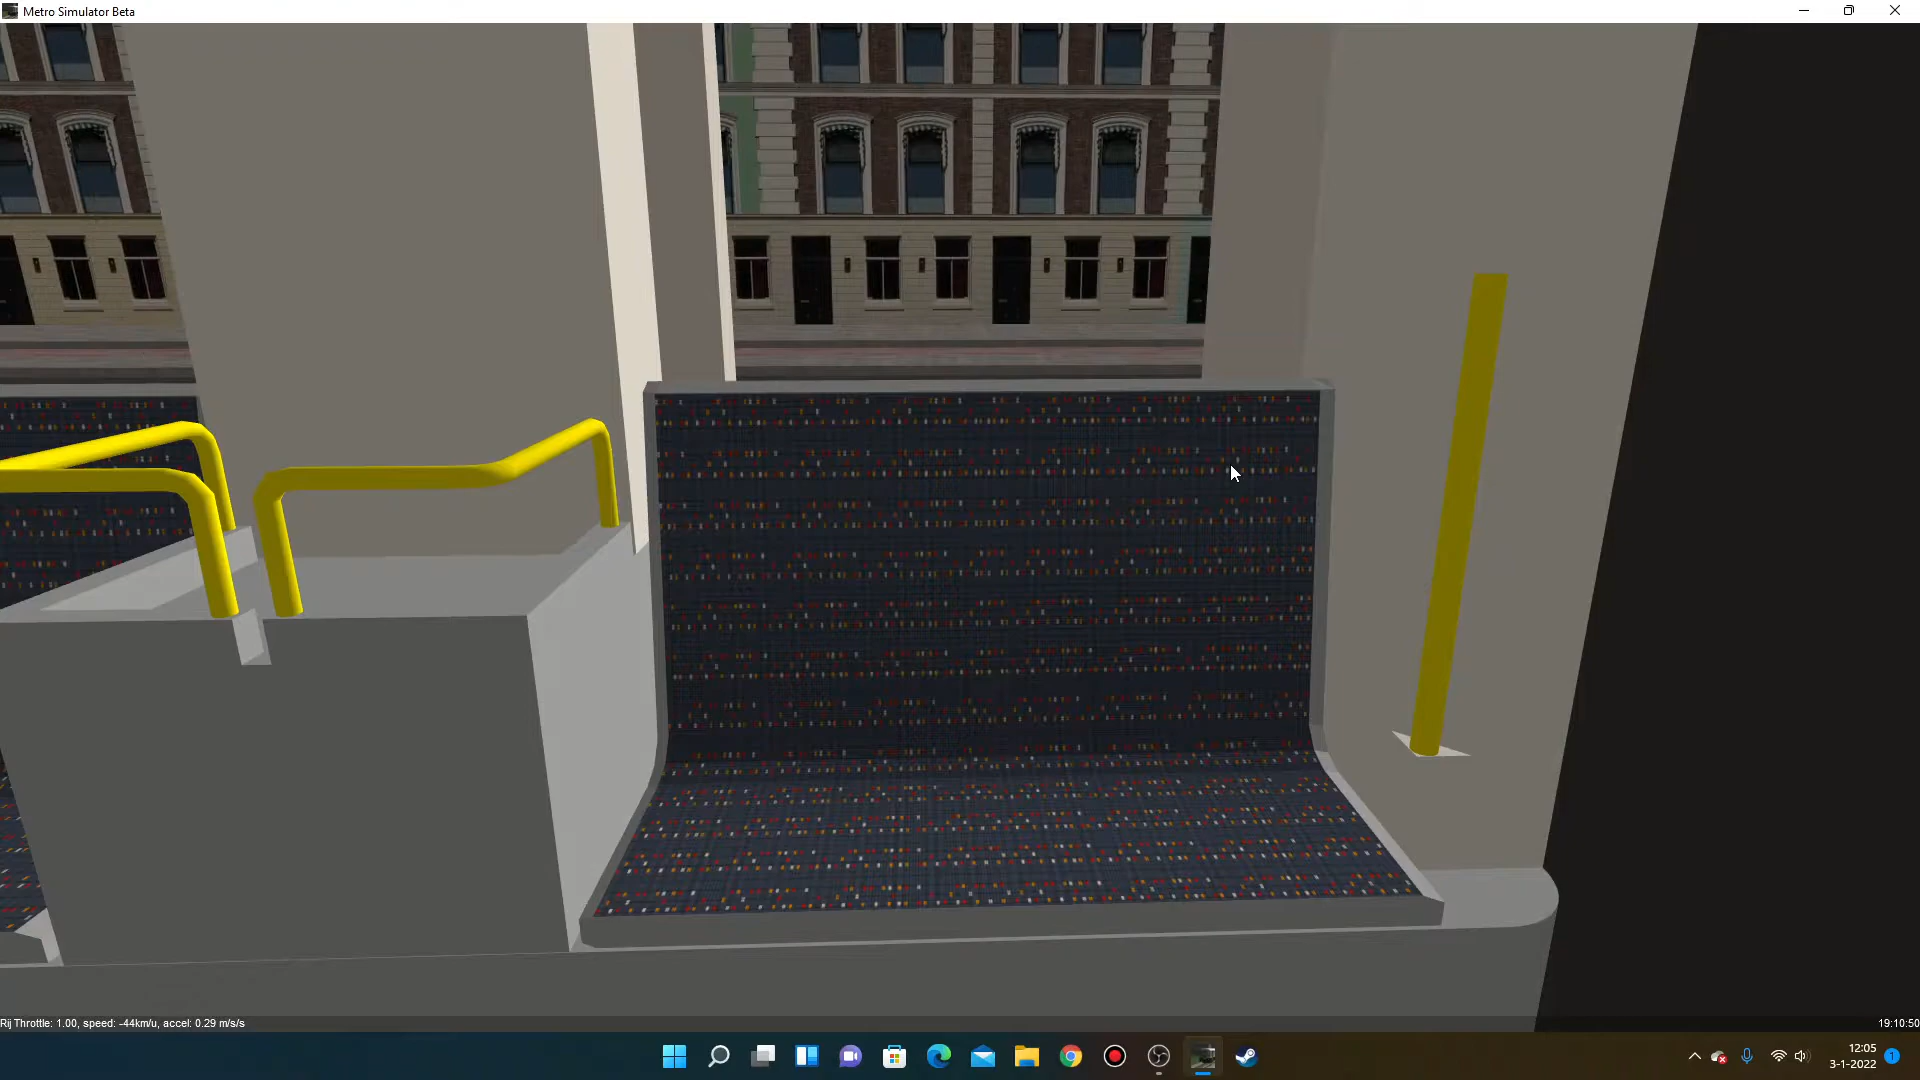 Metro Simulator Beta
Rij Throttle: 1.00, speed: -44km/u, accel: 0.29 m/s/s
19:10:50
12:05
3-1-2022
1